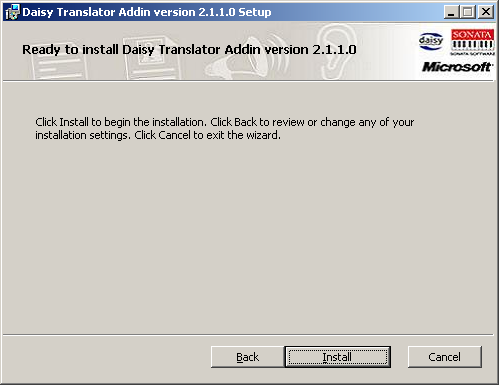 Daisy Translator Addin version 2.1.1.0 Setup
Ready to install Daisy Translator Addin version 2.1.1.0
daisy
SONATA
SONATA SOFTWARE
Microsoft
Click Install to begin the installation. Click Back to review or change any of your
installation settings. Click Cancel to exit the wizard.
Back Install Cancel